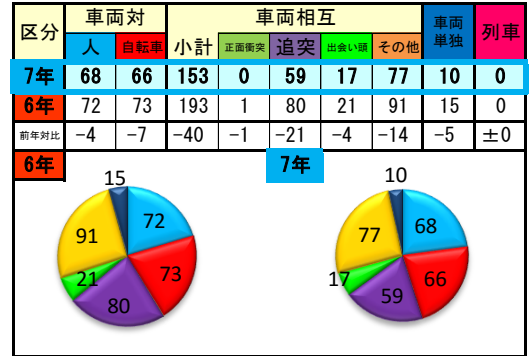 区分 車両対 車両相互 車両単独 列車
人 自転車 小計 正面衝突 追突 出会い頭 その他
7年 68 66 153 0 59 17 77 10 0
6年 72 73 193 1 80 21 91 15 0
前年対比 -4 -7 -40 -1 -21 -4 -14 -5 ±0
6年 7年
15 10
72 68
91 77
73 66
21 17
80 59